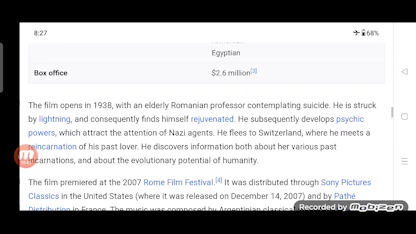 8:27
68%
Egyptian
Box office
$2.6 million[3]
The film opens in 1938, with an elderly Romanian professor contemplating suicide. He is struck
by lightning, and consequently finds himself rejuvenated. He subsequently develops psychic
powers, which attract the attention of Nazi agents. He flees to Switzerland, where he meets a
reincarnation of his past lover. He discovers information both about her various past
incarnations, and about the evolutionary potential of humanity.
The film premiered at the 2007 Rome Film Festival.[4] It was distributed through Sony Pictures
Classics in the United States (where it was released on December 14, 2007) and by Pathé
Distribution in France. The music was composed by Argentinian classical
Recorded by Mobizen